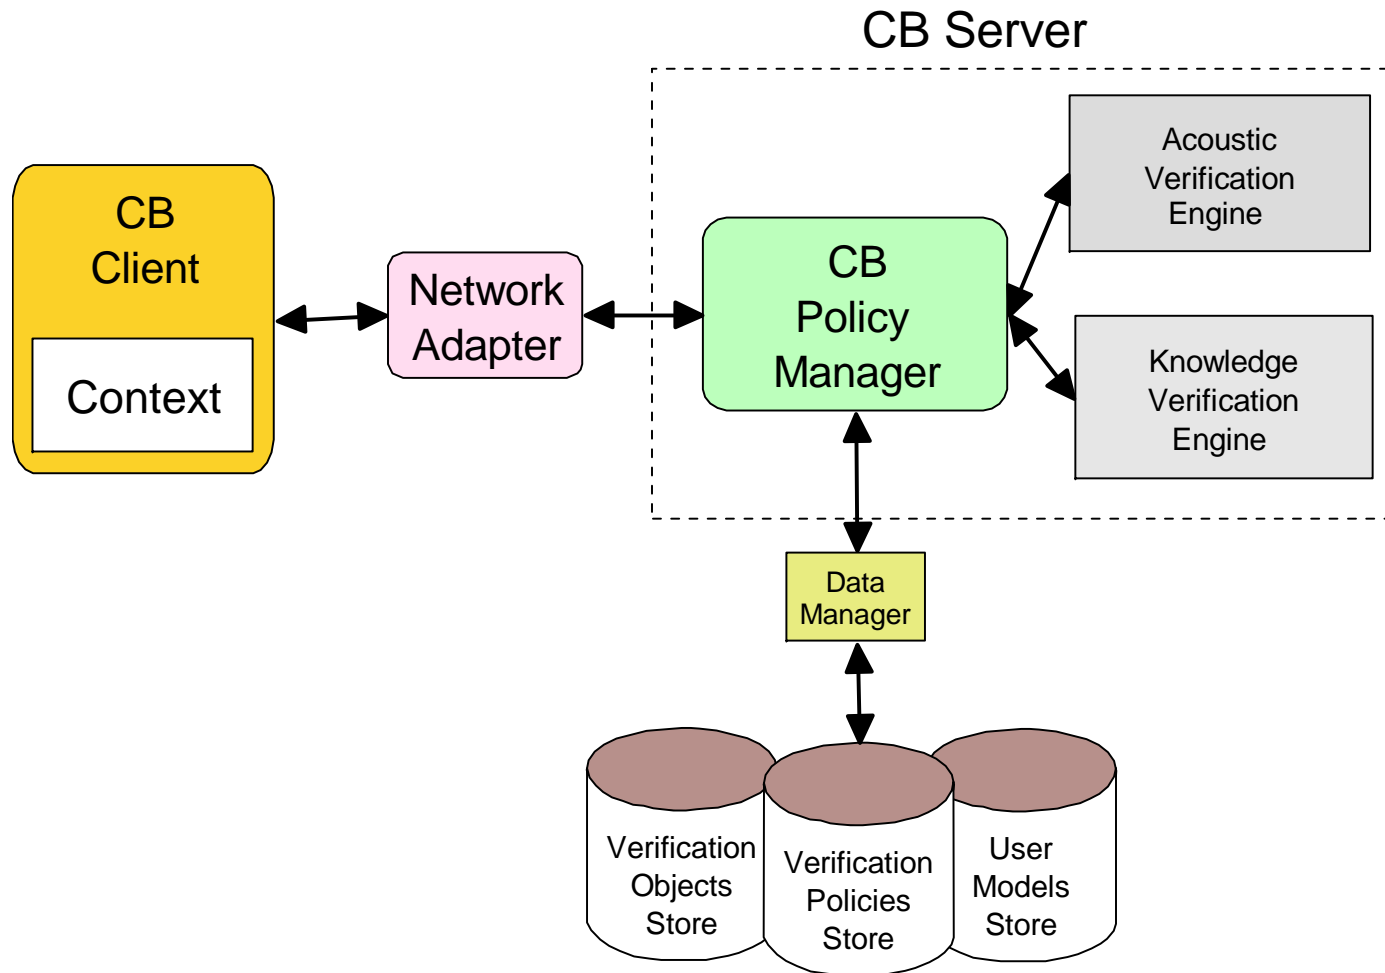 CB Server
CB
Client
Context
Network
Adapter
CB
Policy
Manager
Acoustic
Verification
Engine
Knowledge
Verification
Engine
Data
Manager
Verification
Objects
Store
Verification
Policies
Store
User
Models
Store